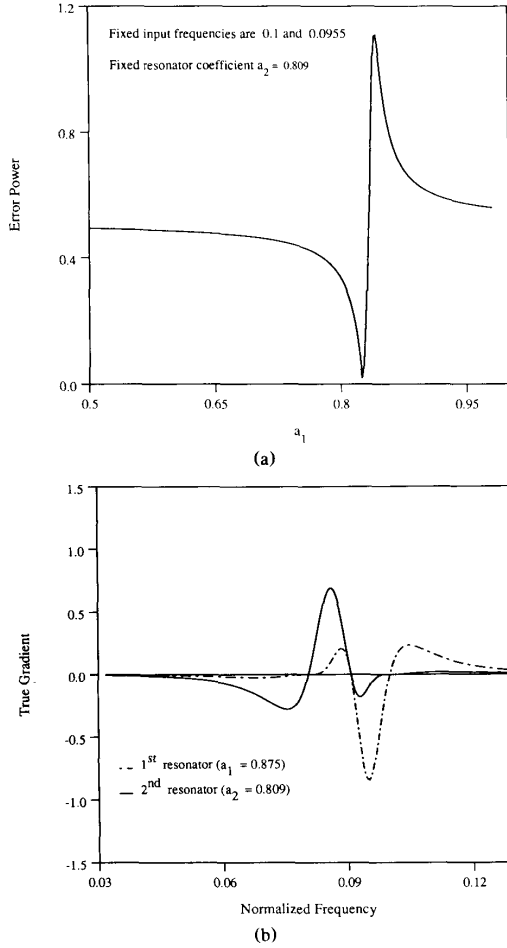 1.2
Fixed input frequencies are 0.1 and 0.0955
Fixed resonator coefficient a2 = 0.809
0.8
Error Power
0.4
0.0
0.5 0.65 0.8 0.95
a1
(a)
1.5
1.0
0.5
True Gradient
0.0
-0.5
1st resonator (a1 = 0.875)
2nd resonator (a2 = 0.809)
-1.0
-1.5
0.03 0.06 0.09 0.12
Normalized Frequency
(b)